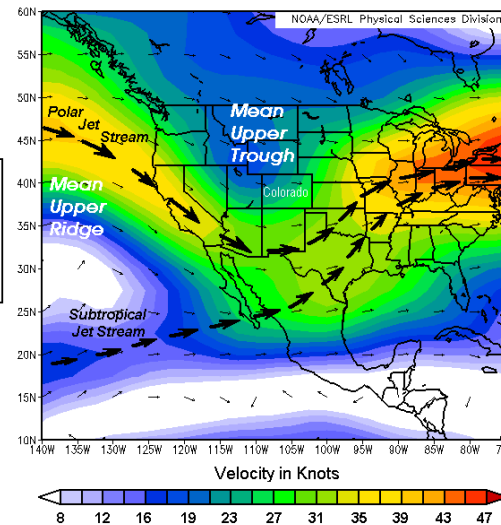 NOAA/ESRL Physical Sciences Division
60N
55N
50N
45N
40N
35N
30N
25N
20N
15N
10N
Polar
Jet
Stream
Mean
Upper
Trough
Colorado
Mean
Upper
Ridge
Subtropical
Jet Stream
140W 135W 130W 125W 120W 115W 110W 105W 100W 95W 90W 85W 80W
Velocity in Knots
8 12 16 19 23 27 31 35 39 43 47